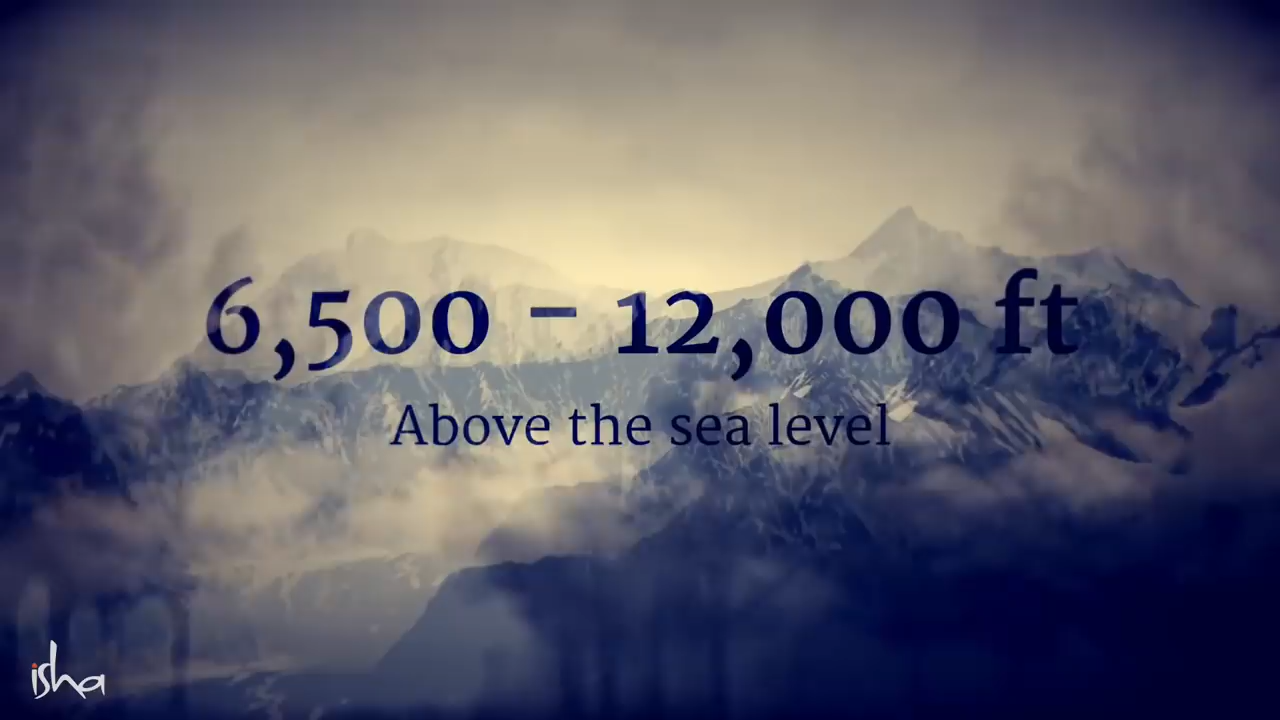 6,500 – 12,000 ft
Above the sea level
isha